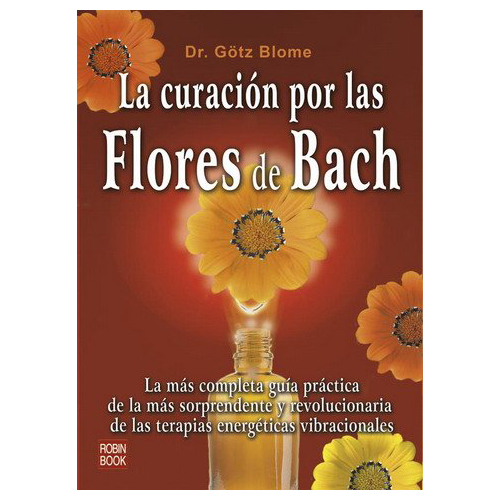 Dr. Götz Blome
La curación por las
Flores de Bach
La más completa guía práctica
de la más sorprendente y revolucionaria
de las terapias energéticas vibracionales
ROBIN
BOOK